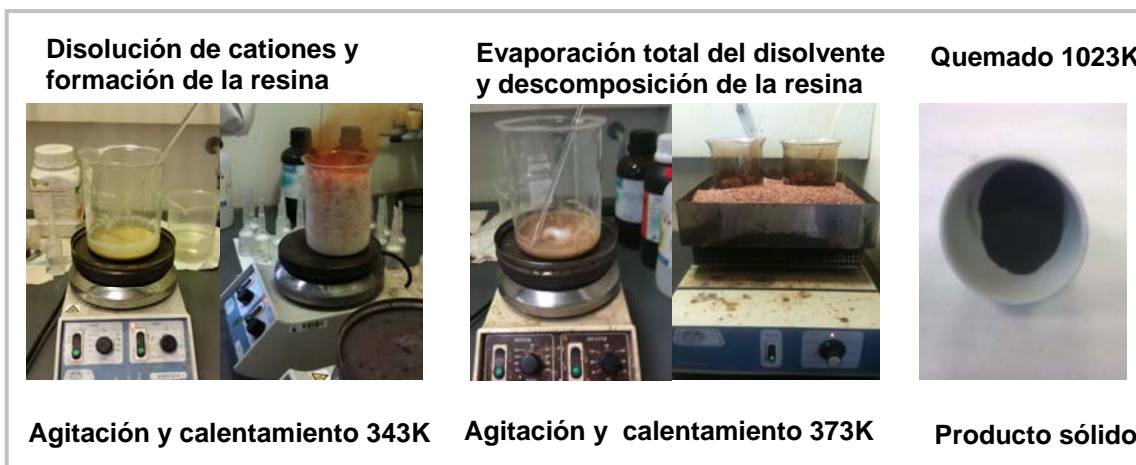 Disolución de cationes y
formación de la resina
Evaporación total del disolvente
y descomposición de la resina
Quemado 1023K
Agitación y calentamiento 343K
Agitación y calentamiento 373K
Producto sólido